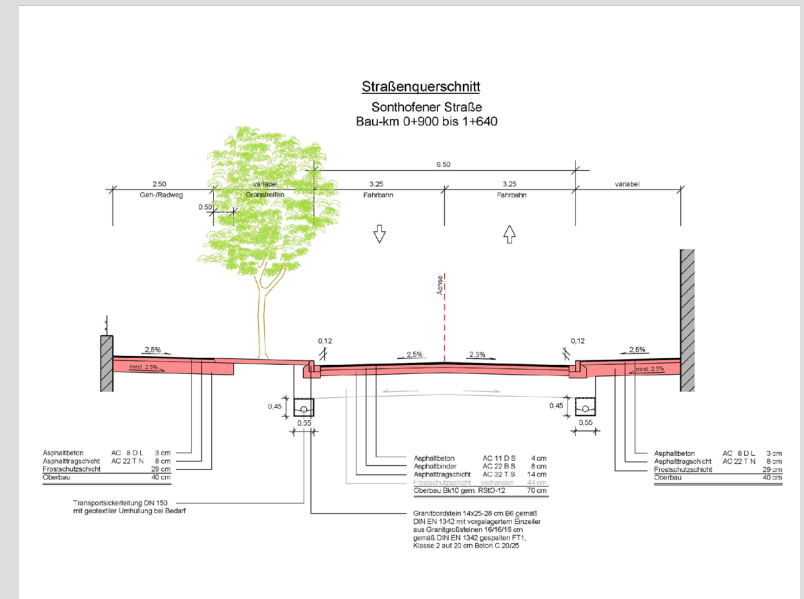 Straßenquerschnitt
Sonthofener Straße
Bau-km 0+900 bis 1+640
6.50
2.50
variabel
3.25
3.25
variabel
Geh-/Radweg
Grünstreifen
Fahrbahn
Fahrbahn
0.50
Achse
0,12
0,12
2,5%
2,5%
2,5%
2,5%
mind. 2,5%
mind. 2,5%
0,45
0,45
0,55
0,55
Asphaltbeton AC 8 D L 3 cm
Asphalttragschicht AC 22 T N 8 cm
Frostschutzschicht 29 cm
Oberbau 40 cm
Asphaltbeton AC 11 D S 4 cm
Asphaltbinder AC 22 B S 8 cm
Asphalttragschicht AC 32 T S 14 cm
Frostschutzschicht vorhanden 44 cm
Oberbau Bk10 gem. RStO-12 70 cm
Asphaltbeton AC 8 D L 3 cm
Asphalttragschicht AC 22 T N 8 cm
Frostschutzschicht 29 cm
Oberbau 40 cm
Transportsickerleitung DN 150
mit geotextiler Umhüllung bei Bedarf
Granitbordstein 14x25-28 cm B6 gemäß
DIN EN 1342 mit vorgelagertem Einzeiler
aus Granitgroßsteinen 16/16/16 cm
gemäß DIN EN 1342 gespalten FT1,
Klasse 2 auf 20 cm Beton C 20/25